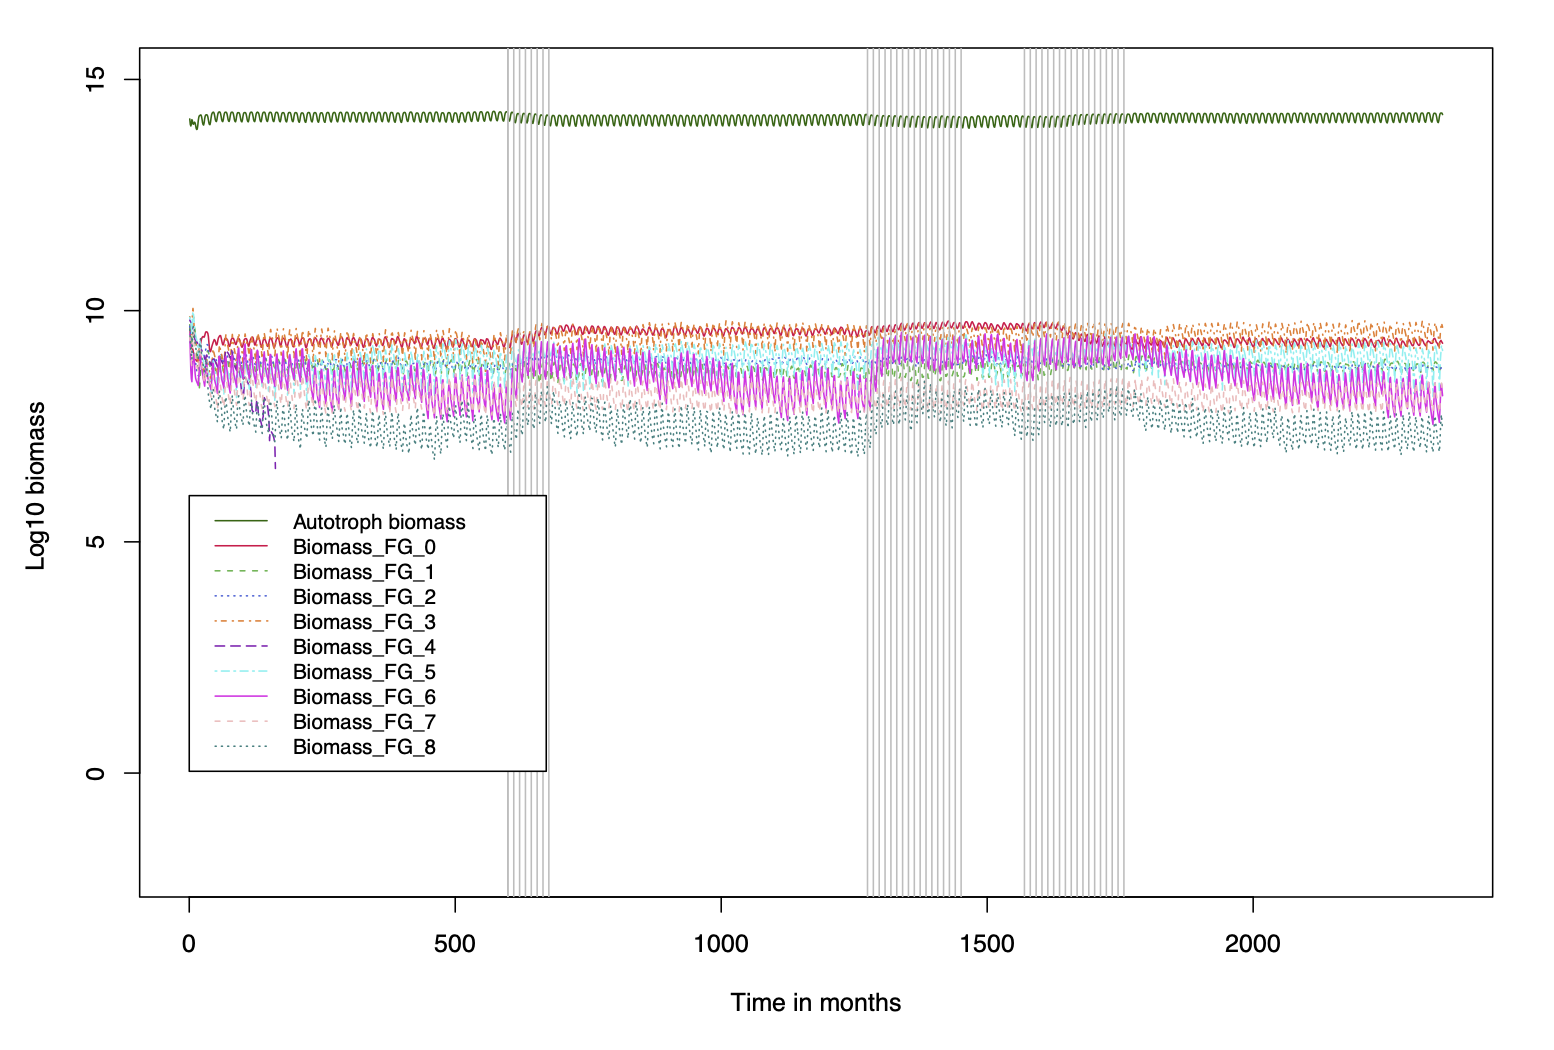 15
10
5
0
Log10 biomass
Autotroph biomass
Biomass_FG_0
Biomass_FG_1
Biomass_FG_2
Biomass_FG_3
Biomass_FG_4
Biomass_FG_5
Biomass_FG_6
Biomass_FG_7
Biomass_FG_8
0 500 1000 1500 2000
Time in months